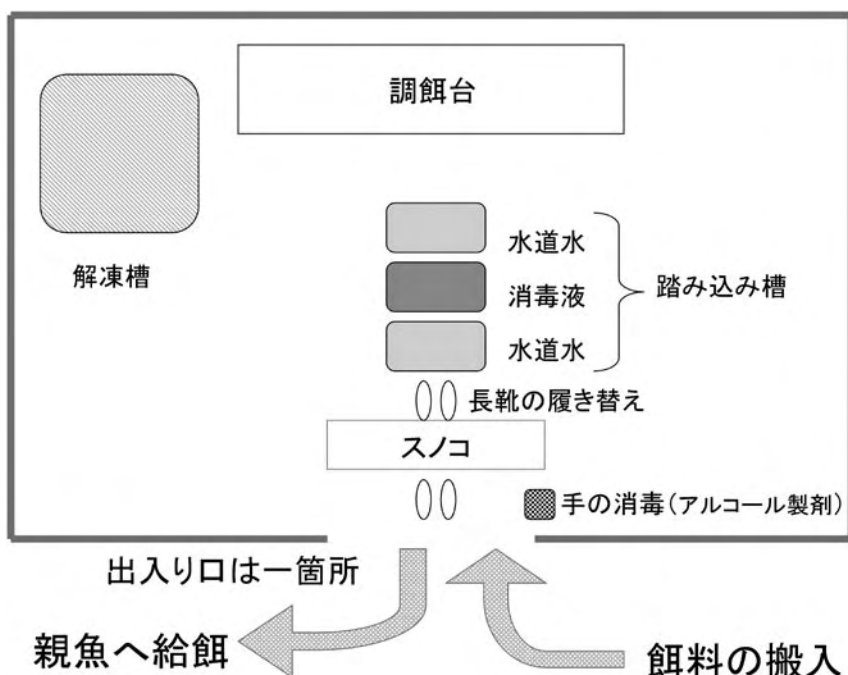 調餌台
解凍槽
水道水
消毒液
水道水
踏み込み槽
長靴の履き替え
スノコ
手の消毒（アルコール製剤）
出入り口は一箇所
親魚へ給餌
餌料の搬入